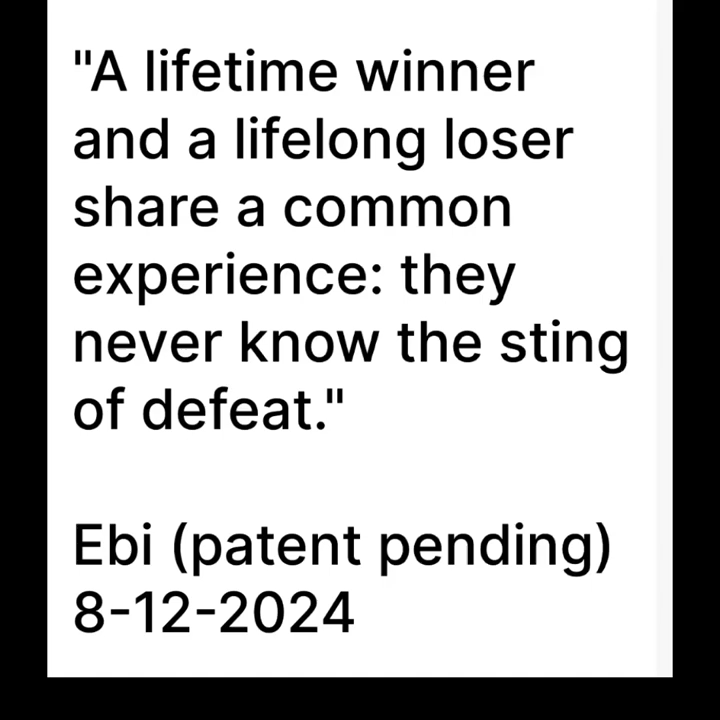 "A lifetime winner
and a lifelong loser
share a common
experience: they
never know the sting
of defeat."
Ebi (patent pending)
8-12-2024